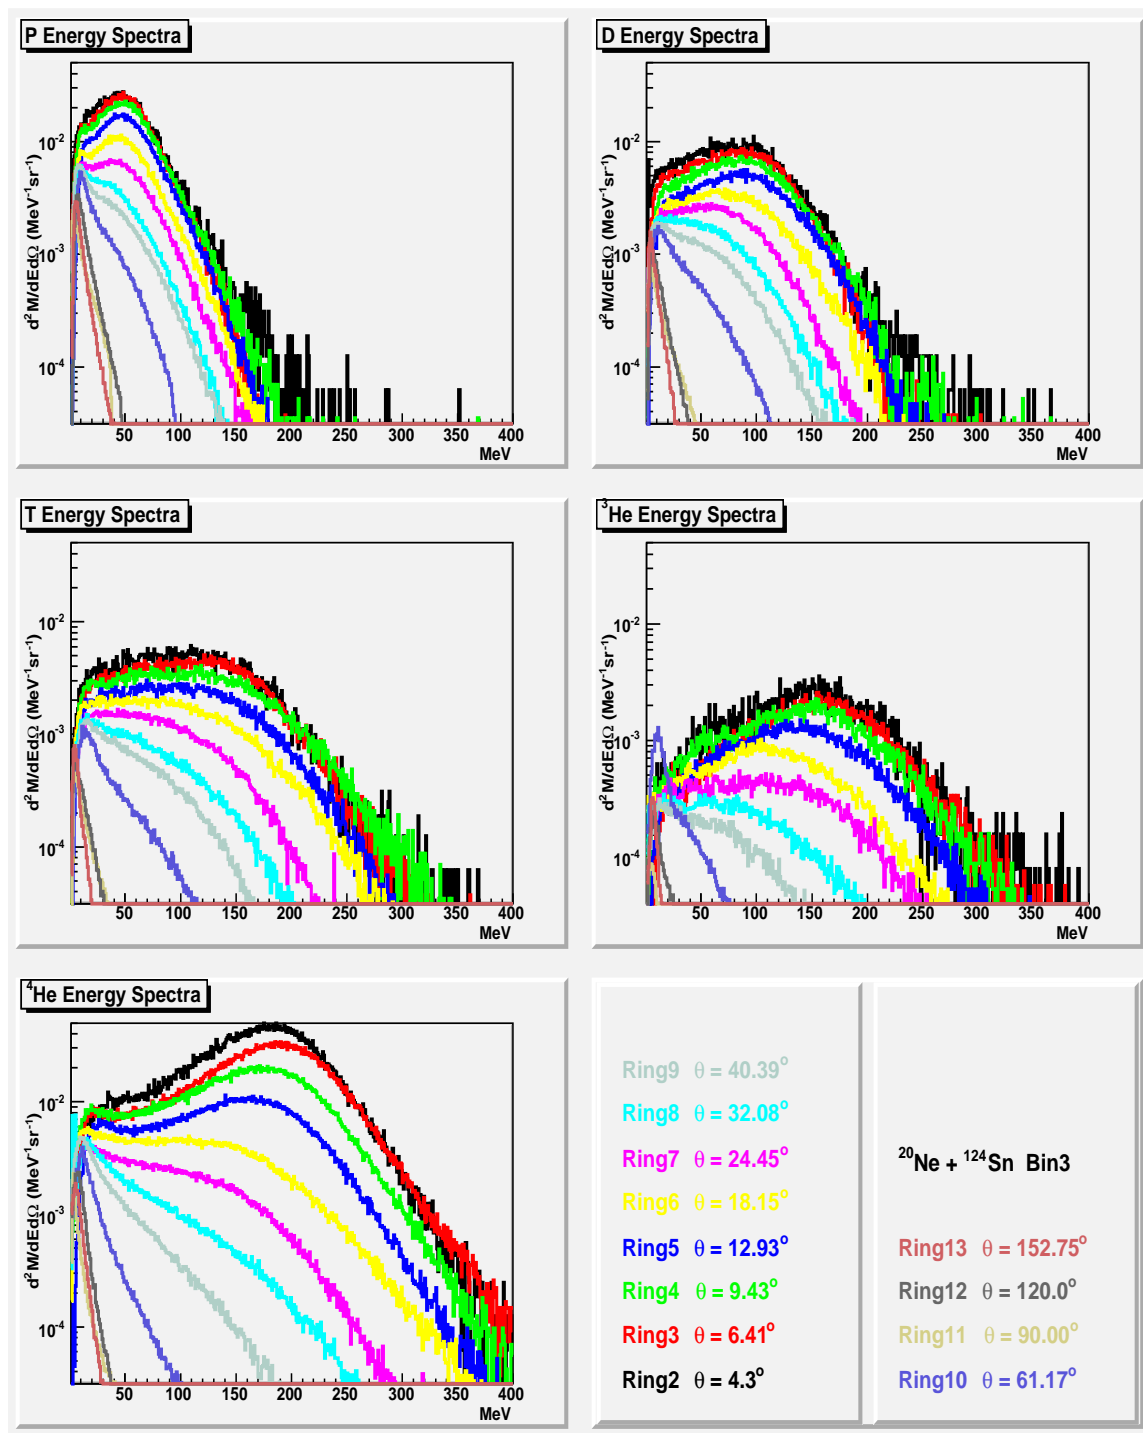 P Energy Spectra
d²M/dEdΩ (MeV⁻¹sr⁻¹)
10⁻²
10⁻³
10⁻⁴
50 100 150 200 250 300 350 400
MeV
D Energy Spectra
d²M/dEdΩ (MeV⁻¹sr⁻¹)
10⁻²
10⁻³
10⁻⁴
50 100 150 200 250 300 350 400
MeV
T Energy Spectra
d²M/dEdΩ (MeV⁻¹sr⁻¹)
10⁻²
10⁻³
10⁻⁴
50 100 150 200 250 300 350 400
MeV
³He Energy Spectra
d²M/dEdΩ (MeV⁻¹sr⁻¹)
10⁻²
10⁻³
10⁻⁴
50 100 150 200 250 300 350 400
MeV
⁴He Energy Spectra
d²M/dEdΩ (MeV⁻¹sr⁻¹)
10⁻²
10⁻³
10⁻⁴
50 100 150 200 250 300 350 400
MeV
Ring9 θ = 40.39°
Ring8 θ = 32.08°
Ring7 θ = 24.45°
Ring6 θ = 18.15°
Ring5 θ = 12.93°
Ring4 θ = 9.43°
Ring3 θ = 6.41°
Ring2 θ = 4.3°
²⁰Ne + ¹²⁴Sn Bin3
Ring13 θ = 152.75°
Ring12 θ = 120.0°
Ring11 θ = 90.00°
Ring10 θ = 61.17°